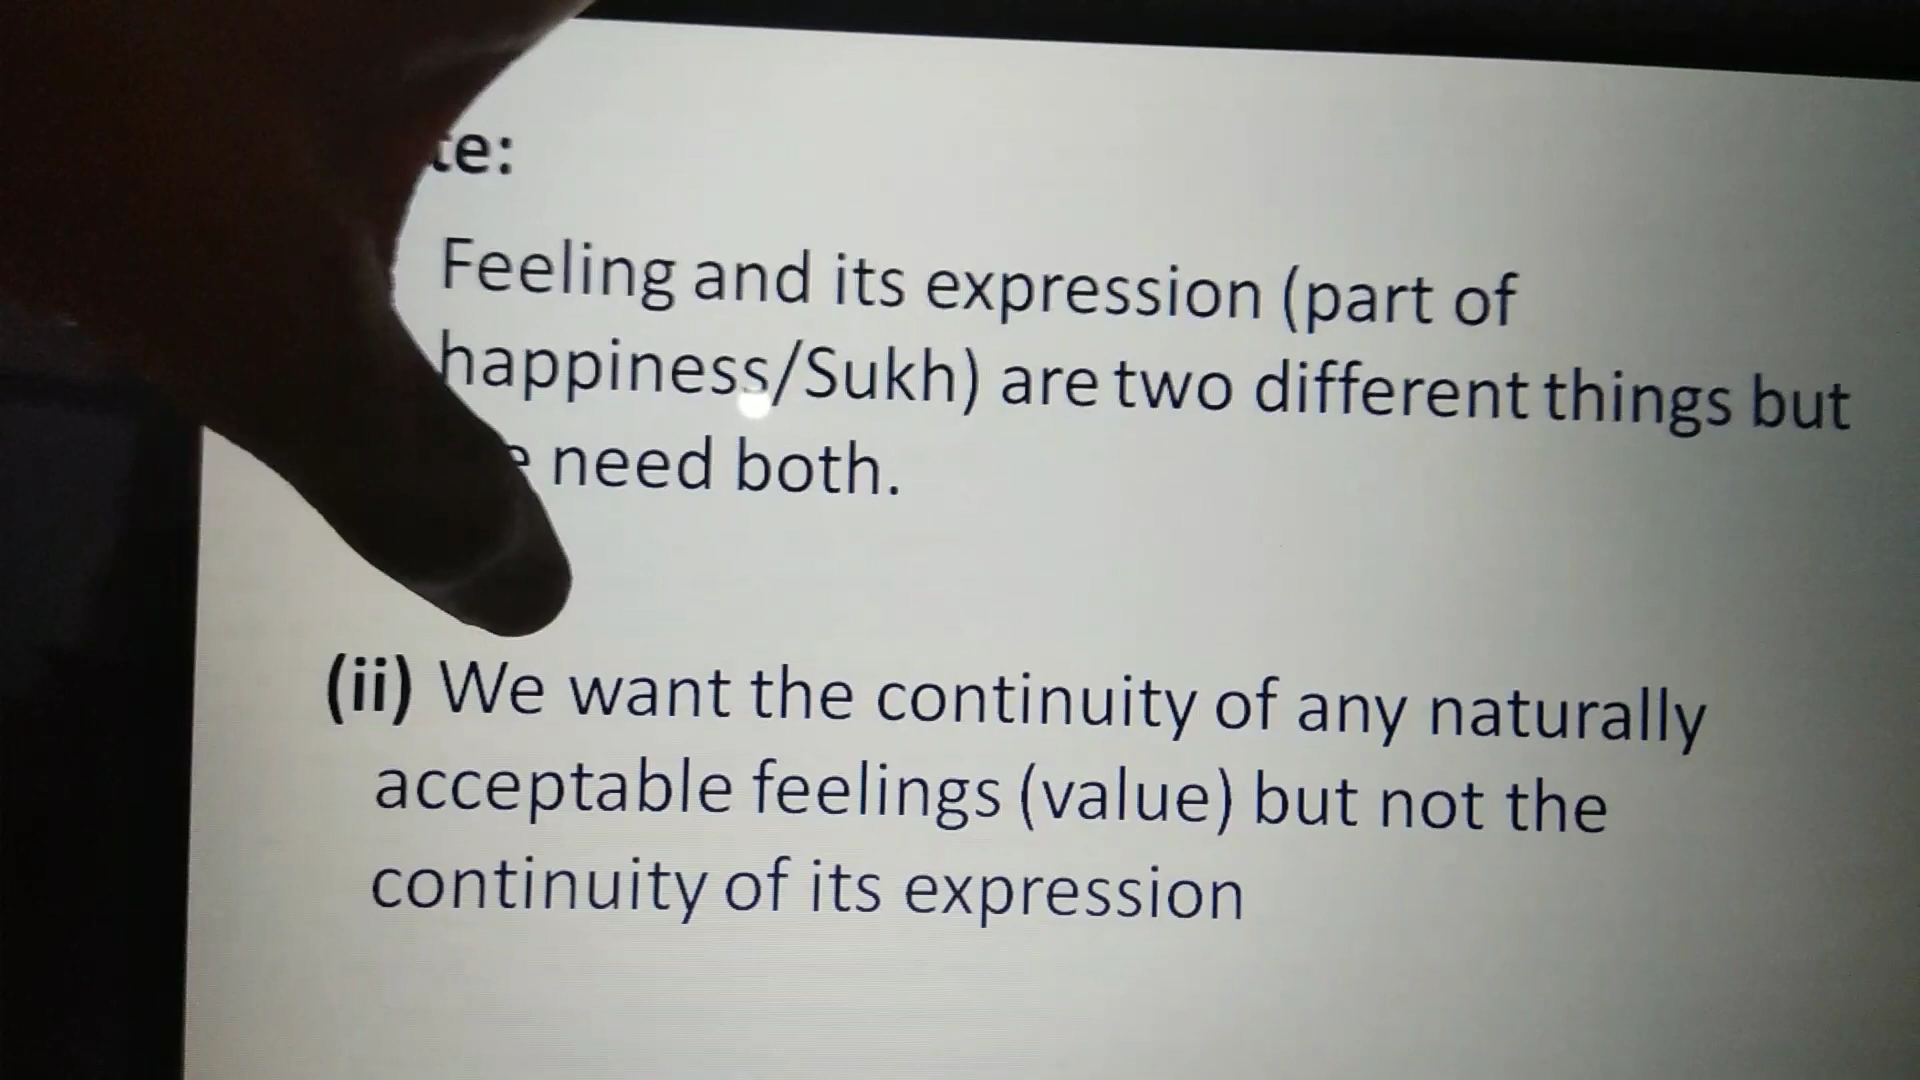 te:
Feeling and its expression (part of
happiness/Sukh) are two different things but
need both.
(ii) We want the continuity of any naturally
acceptable feelings (value) but not the
continuity of its expression